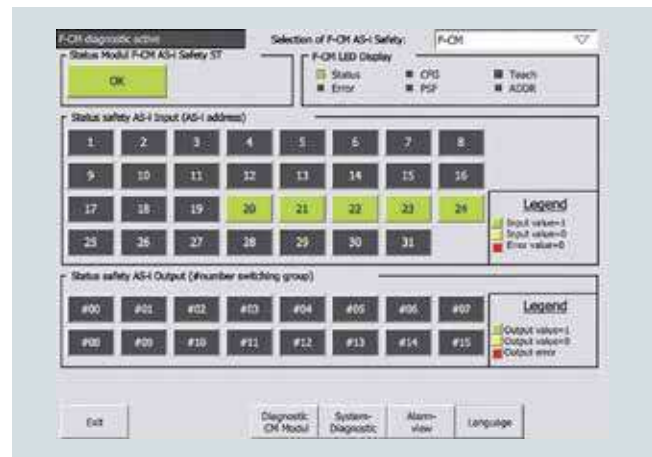 F-CM diagnostic active
Selection of F-CM AS-i Safety:
F-CM
Status Modul F-CM AS-i Safety ST
OK
F-CM LED Display
Status CFG Teach
Error PSF ADDR
Status safety AS-i Input (AS-i address)
1 2 3 4 5 6 7 8
9 10 11 12 13 14 15 16
17 18 19 20 21 22 23 24
25 26 27 28 29 30 31
Legend
Input value=1
Input value=0
Error value=0
Status safety AS-i Output (#number switching group)
#00 #01 #02 #03 #04 #05 #06 #07
#08 #09 #10 #11 #12 #13 #14 #15
Legend
Output value=1
Output value=0
Output error
Exit
Diagnostic
CM Modul
System-
Diagnostic
Alarm-
view
Language